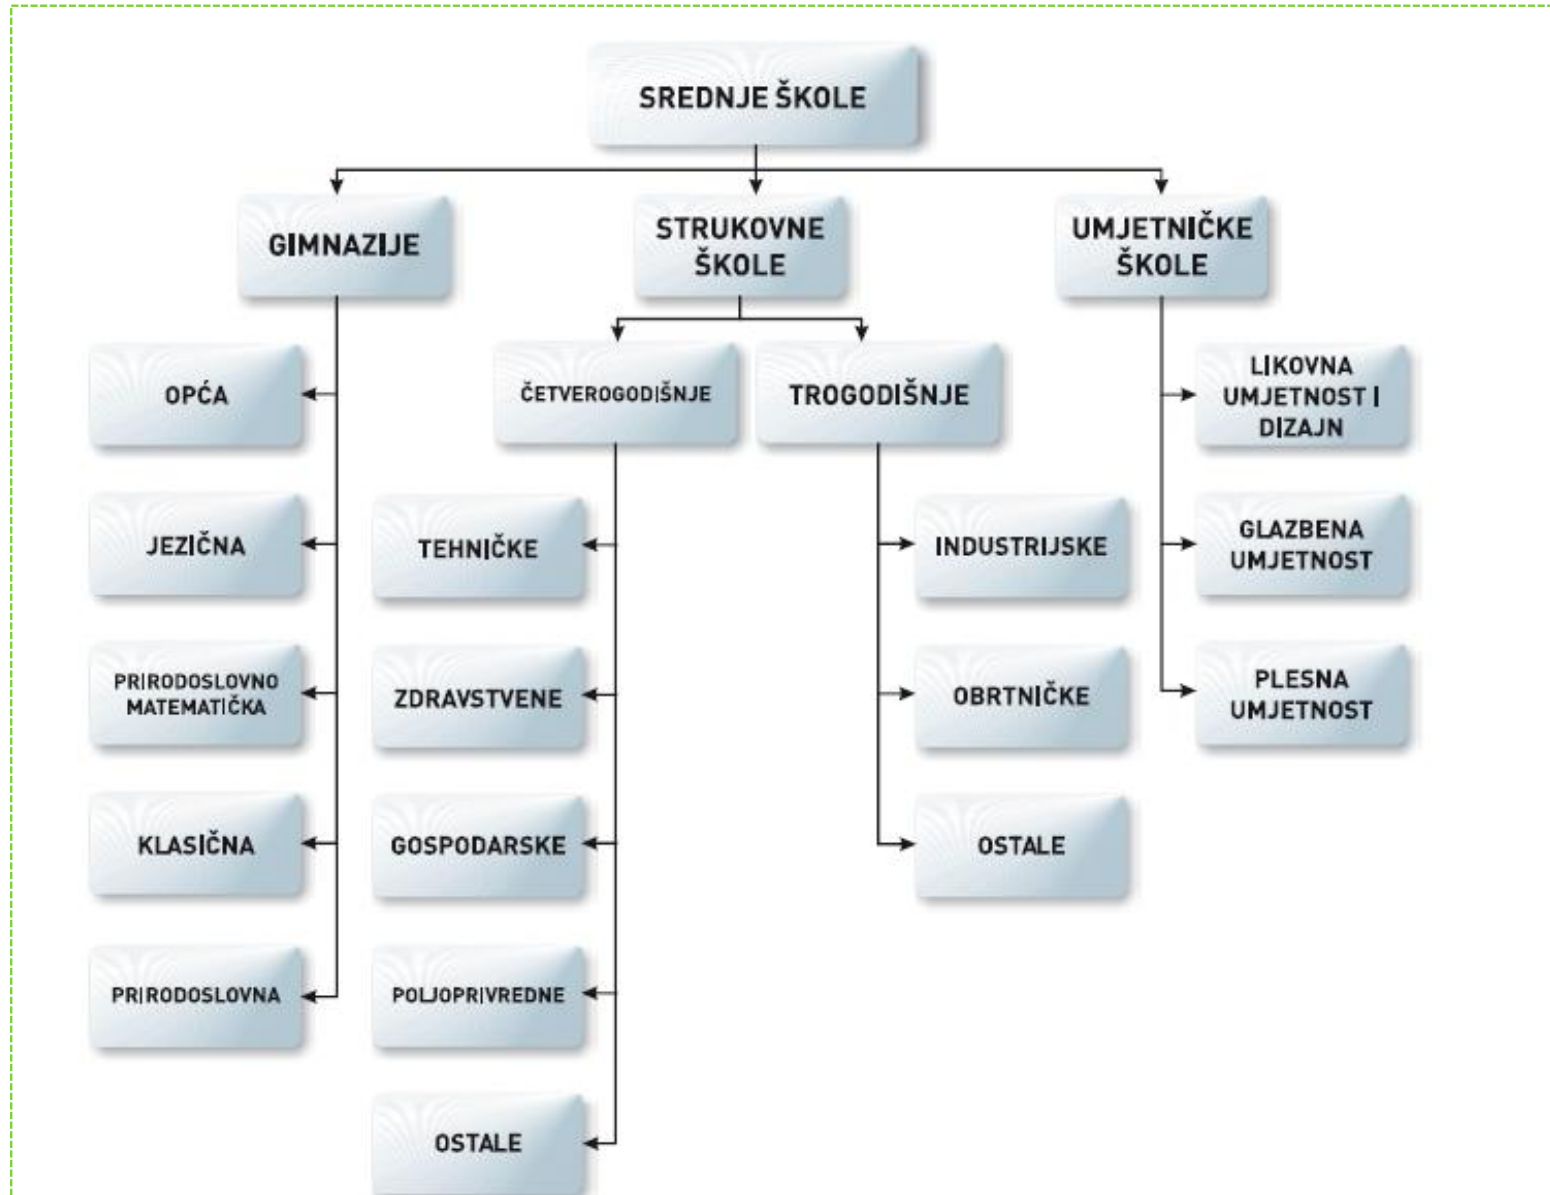 SREDNJE ŠKOLE
GIMNAZIJE
STRUKOVNE
ŠKOLE
UMJETNIČKE
ŠKOLE
OPĆA
JEZIČNA
PRIRODOSLOVNO
MATEMATIČKA
KLASIČNA
PRIRODOSLOVNA
ČETVEROGODIŠNJE
TEHNIČKE
ZDRAVSTVENE
GOSPODARSKE
POLJOPRIVREDNE
OSTALE
TROGODIŠNJE
INDUSTRIJSKE
OBRTNIČKE
OSTALE
LIKOVNA
UMJETNOST I
DIZAJN
GLAZBENA
UMJETNOST
PLESNA
UMJETNOST